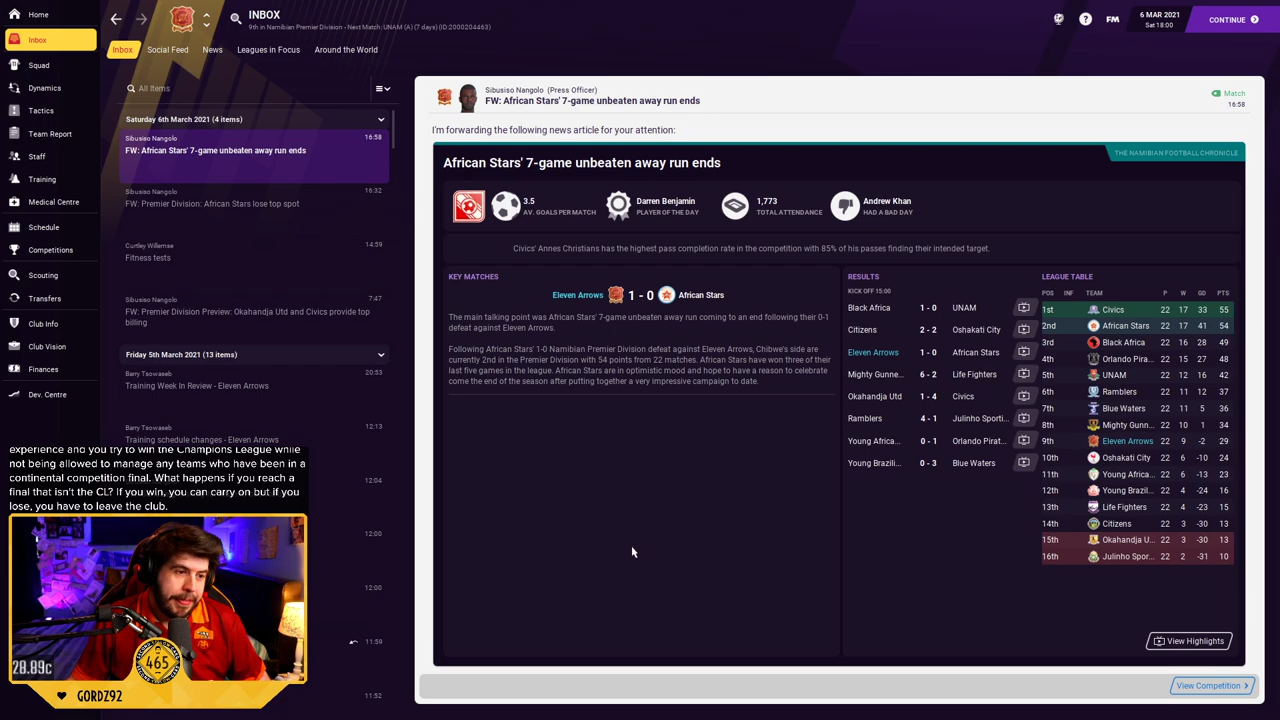 Home
Inbox
Squad
Dynamics
Tactics
Team Report
Staff
Training
Medical Centre
Schedule
Competitions
Scouting
Transfers
Club Info
Club Vision
Finances
Dev. Centre
INBOX
9th in Namibian Premier Division - Next Match: UNAM (A) (7 days) (ID:2000204463)
FM
6 MAR 2021
Sat 18:00
CONTINUE
Inbox
Social Feed
News
Leagues in Focus
Around the World
All Items
Saturday 6th March 2021 (4 items)
Sibusiso Nangolo 16:58
FW: African Stars' 7-game unbeaten away run ends
Sibusiso Nangolo 16:32
FW: Premier Division: African Stars lose top spot
Curtley Willemse 14:59
Fitness tests
Sibusiso Nangolo 7:47
FW: Premier Division Preview: Okahandja Utd and Civics provide top
billing
Friday 5th March 2021 (13 items)
Barry Tsowaseb 20:53
Training Week In Review - Eleven Arrows
Barry Tsowaseb 12:13
Training schedule changes - Eleven Arrows
12:04
12:00
12:00
11:59
11:52
experience and you try to win the Champions League while
not being allowed to manage any teams who have been in a
continental competition final. What happens if you reach a
final that isn't the CL? If you win, you can carry on but if you
lose, you have to leave the club.
28.89c
465
GORDZ92
Sibusiso Nangolo (Press Officer)
FW: African Stars' 7-game unbeaten away run ends
Match
16:58
I'm forwarding the following news article for your attention:
African Stars' 7-game unbeaten away run ends
THE NAMIBIAN FOOTBALL CHRONICLE
3.5
AV. GOALS PER MATCH
Darren Benjamin
PLAYER OF THE DAY
1,773
TOTAL ATTENDANCE
Andrew Khan
HAD A BAD DAY
Civics' Annes Christians has the highest pass completion rate in the competition with 85% of his passes finding their intended target.
KEY MATCHES
Eleven Arrows 1 - 0 African Stars
The main talking point was African Stars' 7-game unbeaten away run coming to an end following their 0-1
defeat against Eleven Arrows.
Following African Stars' 1-0 Namibian Premier Division defeat against Eleven Arrows, Chibwe's side are
currently 2nd in the Premier Division with 54 points from 22 matches. African Stars have won three of their
last five games in the league. African Stars are in optimistic mood and hope to have a reason to celebrate
come the end of the season after putting together a very impressive campaign to date.
RESULTS
KICK OFF 15:00
Black Africa 1 - 0 UNAM
Citizens 2 - 2 Oshakati City
Eleven Arrows 1 - 0 African Stars
Mighty Gunne... 6 - 2 Life Fighters
Okahandja Utd 1 - 4 Civics
Ramblers 4 - 1 Julinho Sporti...
Young Africa... 0 - 1 Orlando Pirat...
Young Brazili... 0 - 3 Blue Waters
LEAGUE TABLE
POS INF TEAM P W GD PTS
1st Civics 22 17 33 55
2nd African Stars 22 17 41 54
3rd Black Africa 22 16 28 49
4th Orlando Pira... 22 15 27 48
5th UNAM 22 12 16 42
6th Ramblers 22 11 12 37
7th Blue Waters 22 11 5 36
8th Mighty Gunn... 22 10 1 34
9th Eleven Arrows 22 9 -2 29
10th Oshakati City 22 6 -10 24
11th Young Africa... 22 6 -13 23
12th Young Brazil... 22 4 -24 16
13th Life Fighters 22 4 -23 15
14th Citizens 22 3 -30 13
15th Okahandja U... 22 3 -30 13
16th Julinho Spor... 22 2 -31 10
View Highlights
View Competition